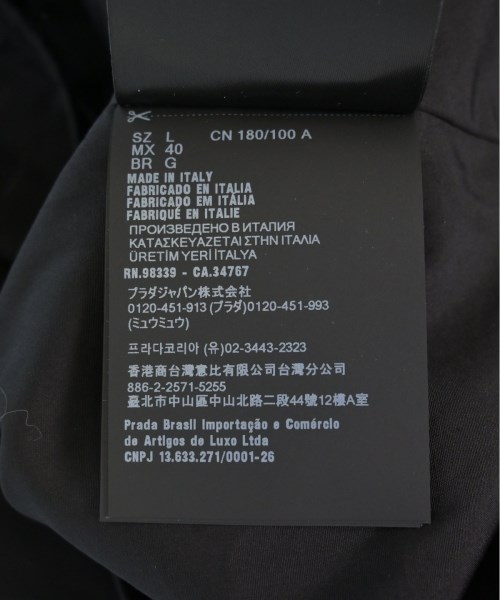 SZ L CN 180/100 A
MX 40
BR G
MADE IN ITALY
FABRICADO EN ITALIA
FABRICADO EM ITÁLIA
FABRIQUÉ EN ITALIE
ПРОИЗВЕДЕНО В ИТАЛИЯ
ΚΑΤΑΣΚΕΥΑΖΕΤΑΙ ΣΤΗΝ ΙΤΑΛΙΑ
ÜRETİM YERİ İTALYA
RN.98339 - CA.34767
プラダジャパン株式会社
0120-451-913 (プラダ)0120-451-993
(ミュウミュウ)
프라다코리아 (유)02-3443-2323
香港商台灣意比有限公司台灣分公司
886-2-2571-5255
臺北市中山區中山北路二段44號12樓A室
Prada Brasil Importação e Comércio
de Artigos de Luxo Ltda
CNPJ 13.633.271/0001-26